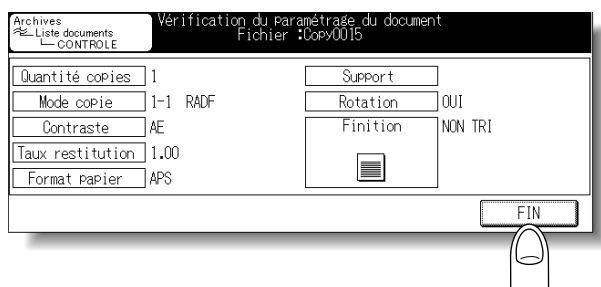 Archives
Liste documents
CONTROLE
Vérification du paramétrage du document
Fichier :Copy0015
Quantité copies 1
Mode copie 1-1 RADF
Contraste AE
Taux restitution 1.00
Format papier APS
Support
Rotation OUI
Finition NON TRI
FIN